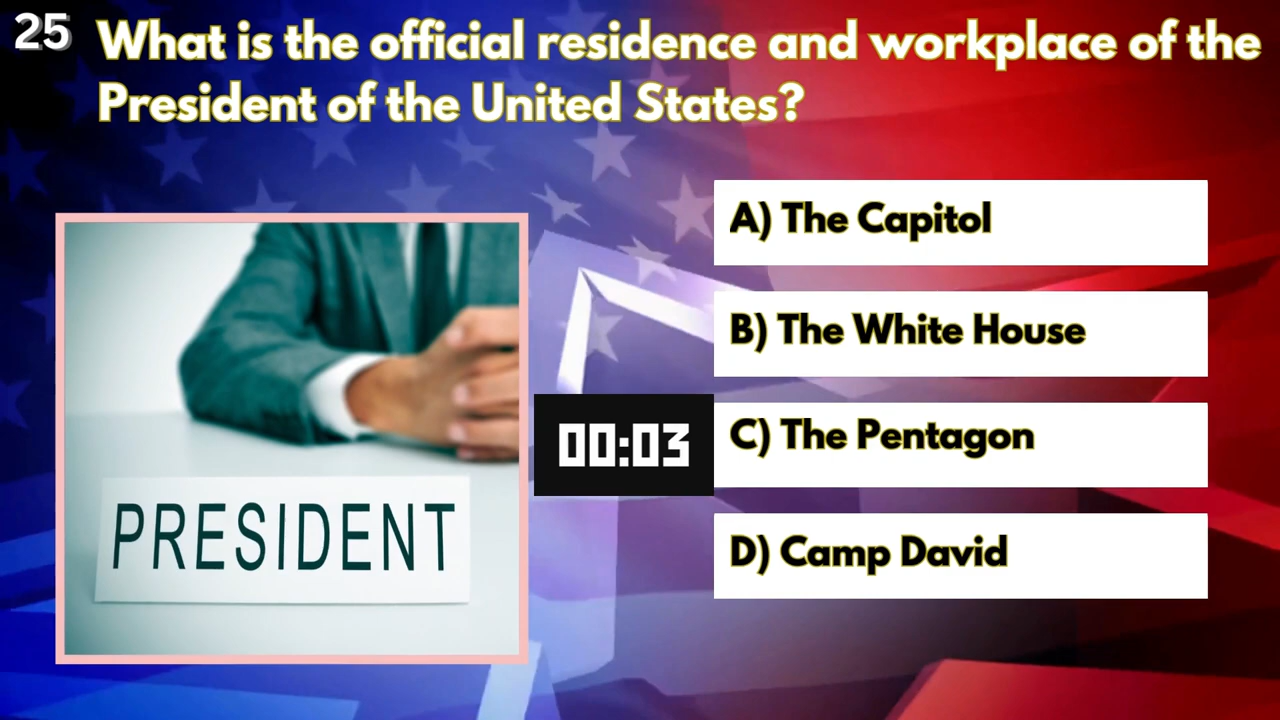 25
What is the official residence and workplace of the
President of the United States?
A) The Capitol
B) The White House
00:03
C) The Pentagon
D) Camp David
PRESIDENT